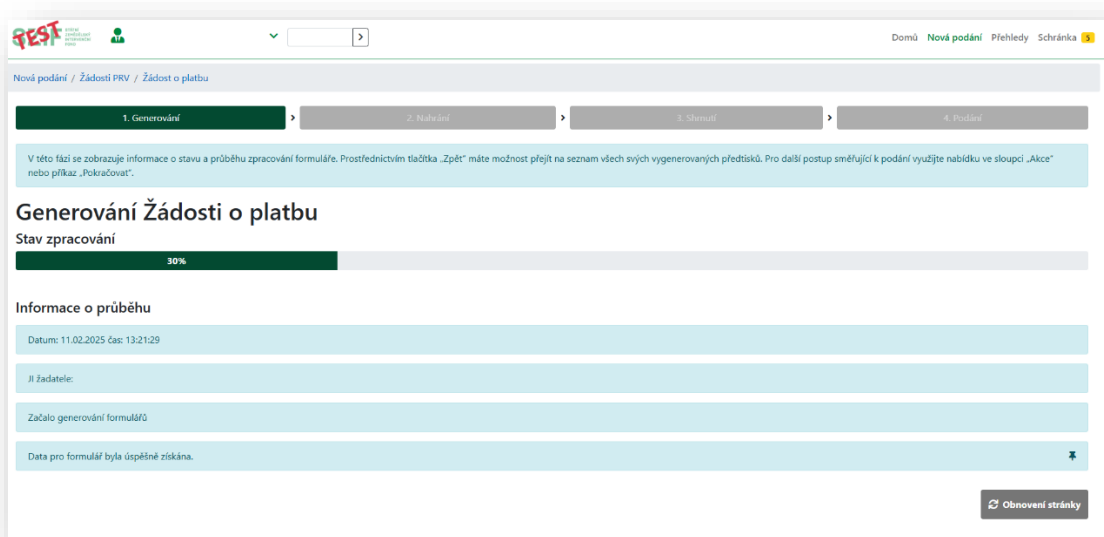 TEST
Domů Nová podání Přehledy Schránka 5
Nová podání / Žádosti PRV / Žádost o platbu
1. Generování
2. Nahrání
3. Shrnutí
4. Podání
V této fázi se zobrazuje informace o stavu a průběhu zpracování formuláře. Prostřednictvím tlačítka „Zpět" máte možnost přejít na seznam všech svých vygenerovaných předtisků. Pro další postup směřující k podání využijte nabídku ve sloupci „Akce"
nebo příkaz „Pokračovat".
Generování Žádosti o platbu
Stav zpracování
30%
Informace o průběhu
Datum: 11.02.2025 čas: 13:21:29
JI žadatele:
Začalo generování formulářů
Data pro formulář byla úspěšně získána.
Obnovení stránky